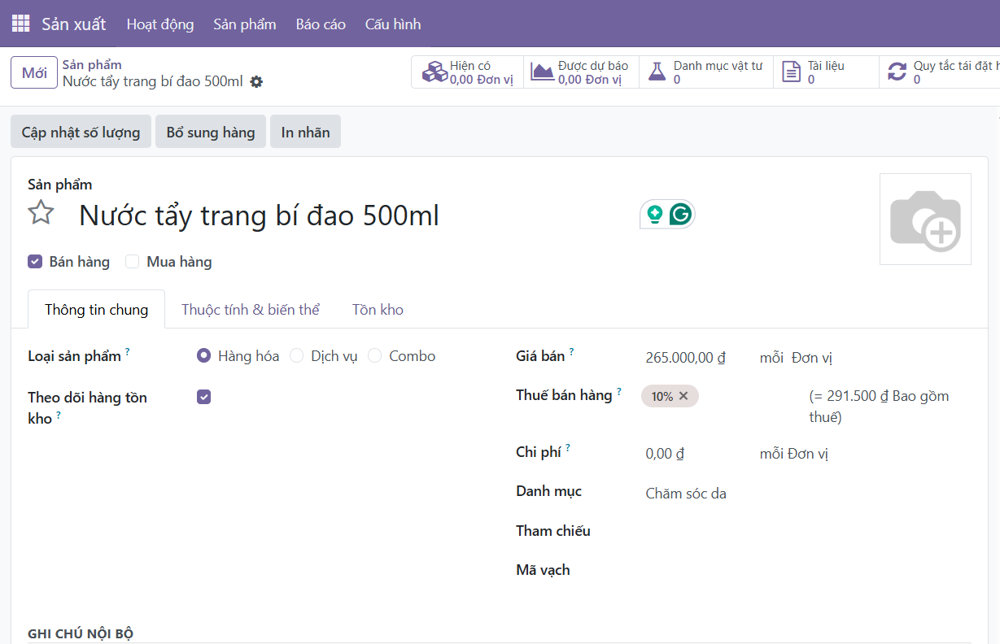 Sản xuất Hoạt động Sản phẩm Báo cáo Cấu hình
Mới
Sản phẩm
Nước tẩy trang bí đao 500ml
Hiện có
0,00 Đơn vị
Được dự báo
0,00 Đơn vị
Danh mục vật tư
0
Tài liệu
0
Quy tắc tái đặt h
0
Cập nhật số lượng Bổ sung hàng In nhãn
Sản phẩm
Nước tẩy trang bí đao 500ml
Bán hàng Mua hàng
Thông tin chung Thuộc tính & biến thể Tồn kho
Loại sản phẩm ? Hàng hóa Dịch vụ Combo
Theo dõi hàng tồn
kho ?
Giá bán ? 265.000,00 ₫ mỗi Đơn vị
Thuế bán hàng ? 10% ✕ (= 291.500 ₫ Bao gồm
thuế)
Chi phí ? 0,00 ₫ mỗi Đơn vị
Danh mục Chăm sóc da
Tham chiếu
Mã vạch
GHI CHÚ NỘI BỘ